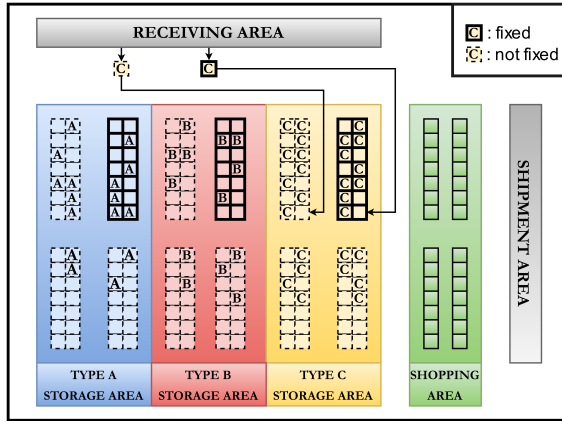 RECEIVING AREA
C : fixed
C : not fixed
C C
A B C C C
A B B C C
A B B C C C
A B C C
A A A B C C C C
A A B C C
A A A C C
A A B B C C C
A B C C
A B C C
B C C
SHIPMENT AREA
TYPE A
STORAGE AREA
TYPE B
STORAGE AREA
TYPE C
STORAGE AREA
SHOPPING
AREA